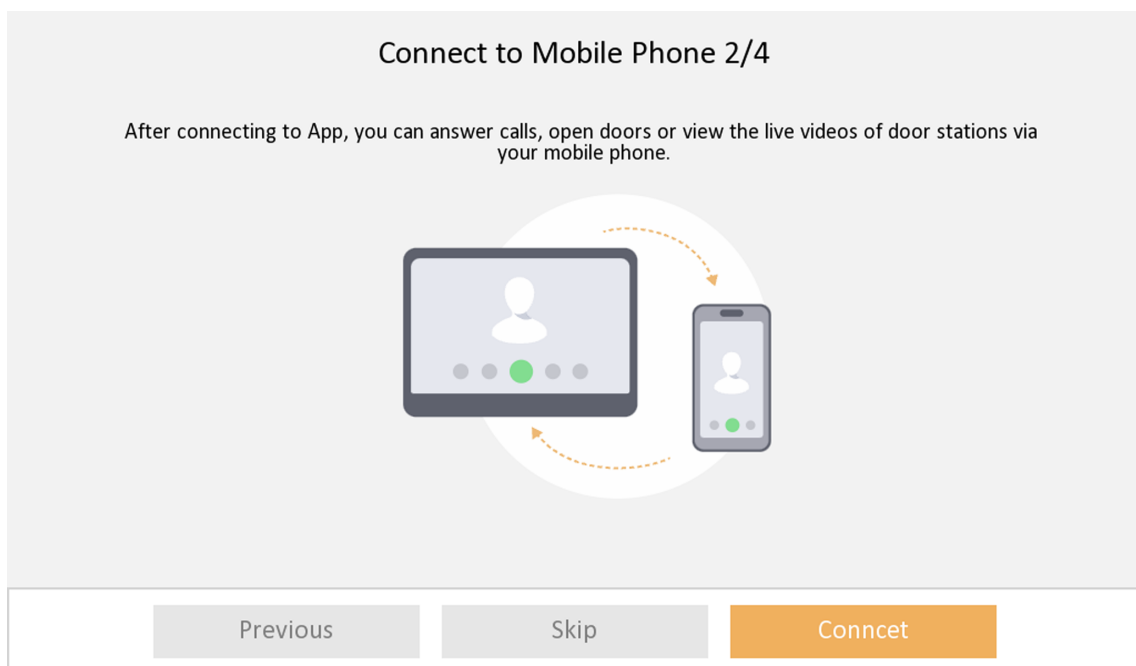 Connect to Mobile Phone 2/4
After connecting to App, you can answer calls, open doors or view the live videos of door stations via
your mobile phone.
Previous
Skip
Conncet